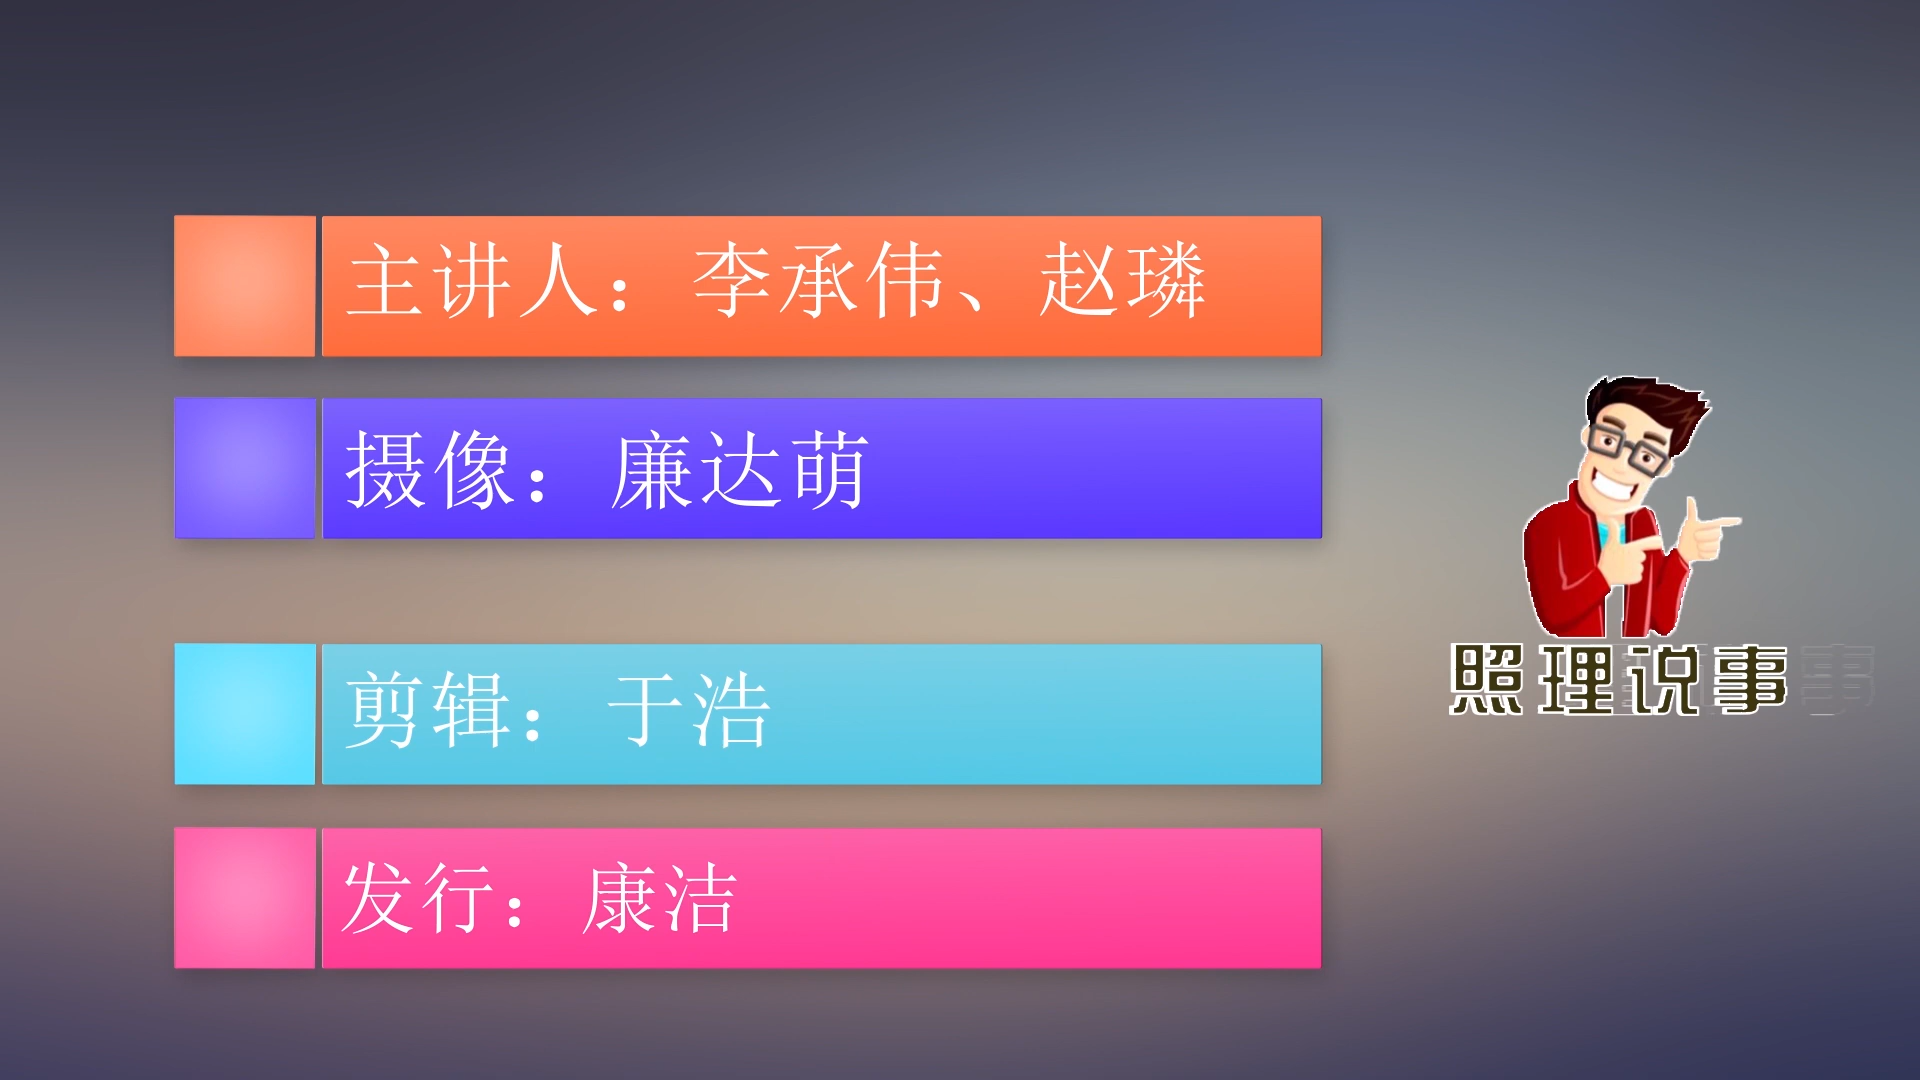 主讲人：李承伟、赵璘
摄像：廉达萌
剪辑：于浩
发行：康洁
照理说事